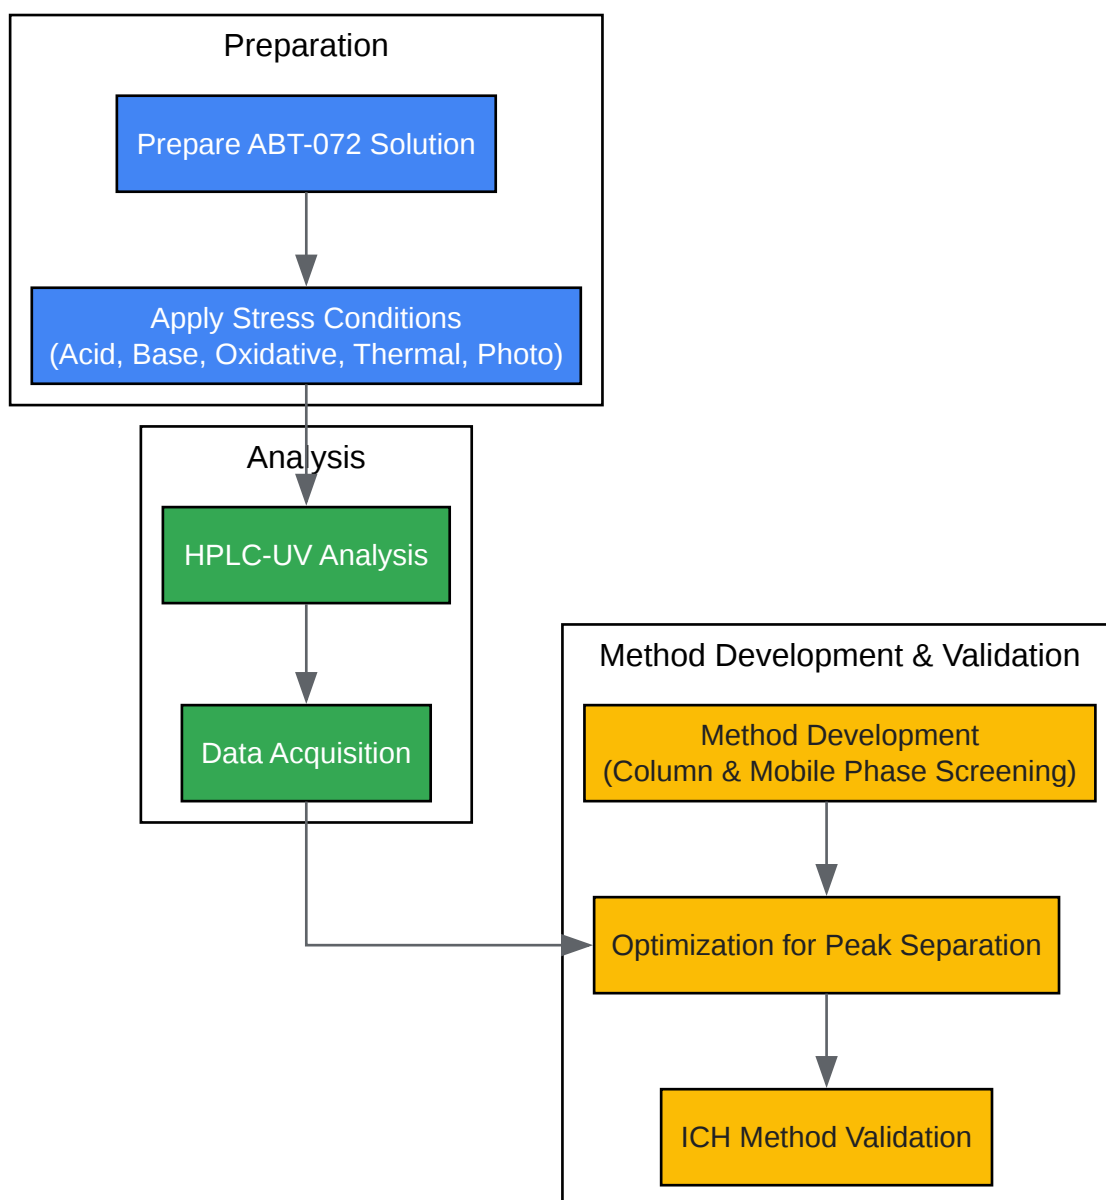 Preparation
Prepare ABT-072 Solution
Apply Stress Conditions
(Acid, Base, Oxidative, Thermal, Photo)
Analysis
HPLC-UV Analysis
Data Acquisition
Method Development & Validation
Method Development
(Column & Mobile Phase Screening)
Optimization for Peak Separation
ICH Method Validation